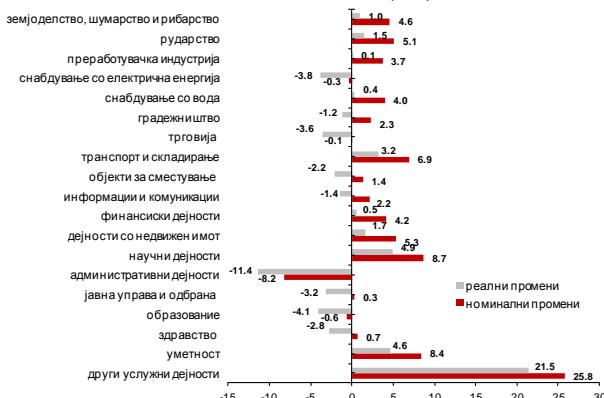 земјоделство, шумарство и рибарство 1.0 4.6
рударство 1.5 5.1
преработувачка индустрија 0.1 3.7
снабдување со електрична енергија -3.8 -0.3
снабдување со вода 0.4 4.0
градежништво -1.2 2.3
трговија -3.6 -0.1
транспорт и складирање 3.2 6.9
објекти за сместување -2.2 1.4
информации и комуникации -1.4 2.2
финансиски дејности 0.5 4.2
дејности со недвижен имот 1.7 5.3
научни дејности 4.9 8.7
административни дејности -11.4 -8.2
јавна управа и одбрана -3.2 0.3
образование -4.1 -0.6
здравство -2.8 0.7
уметност 4.6 8.4
други услужни дејности 21.5 25.8
реални промени
номинални промени
-15 -10 -5 0 5 10 15 20 25 30